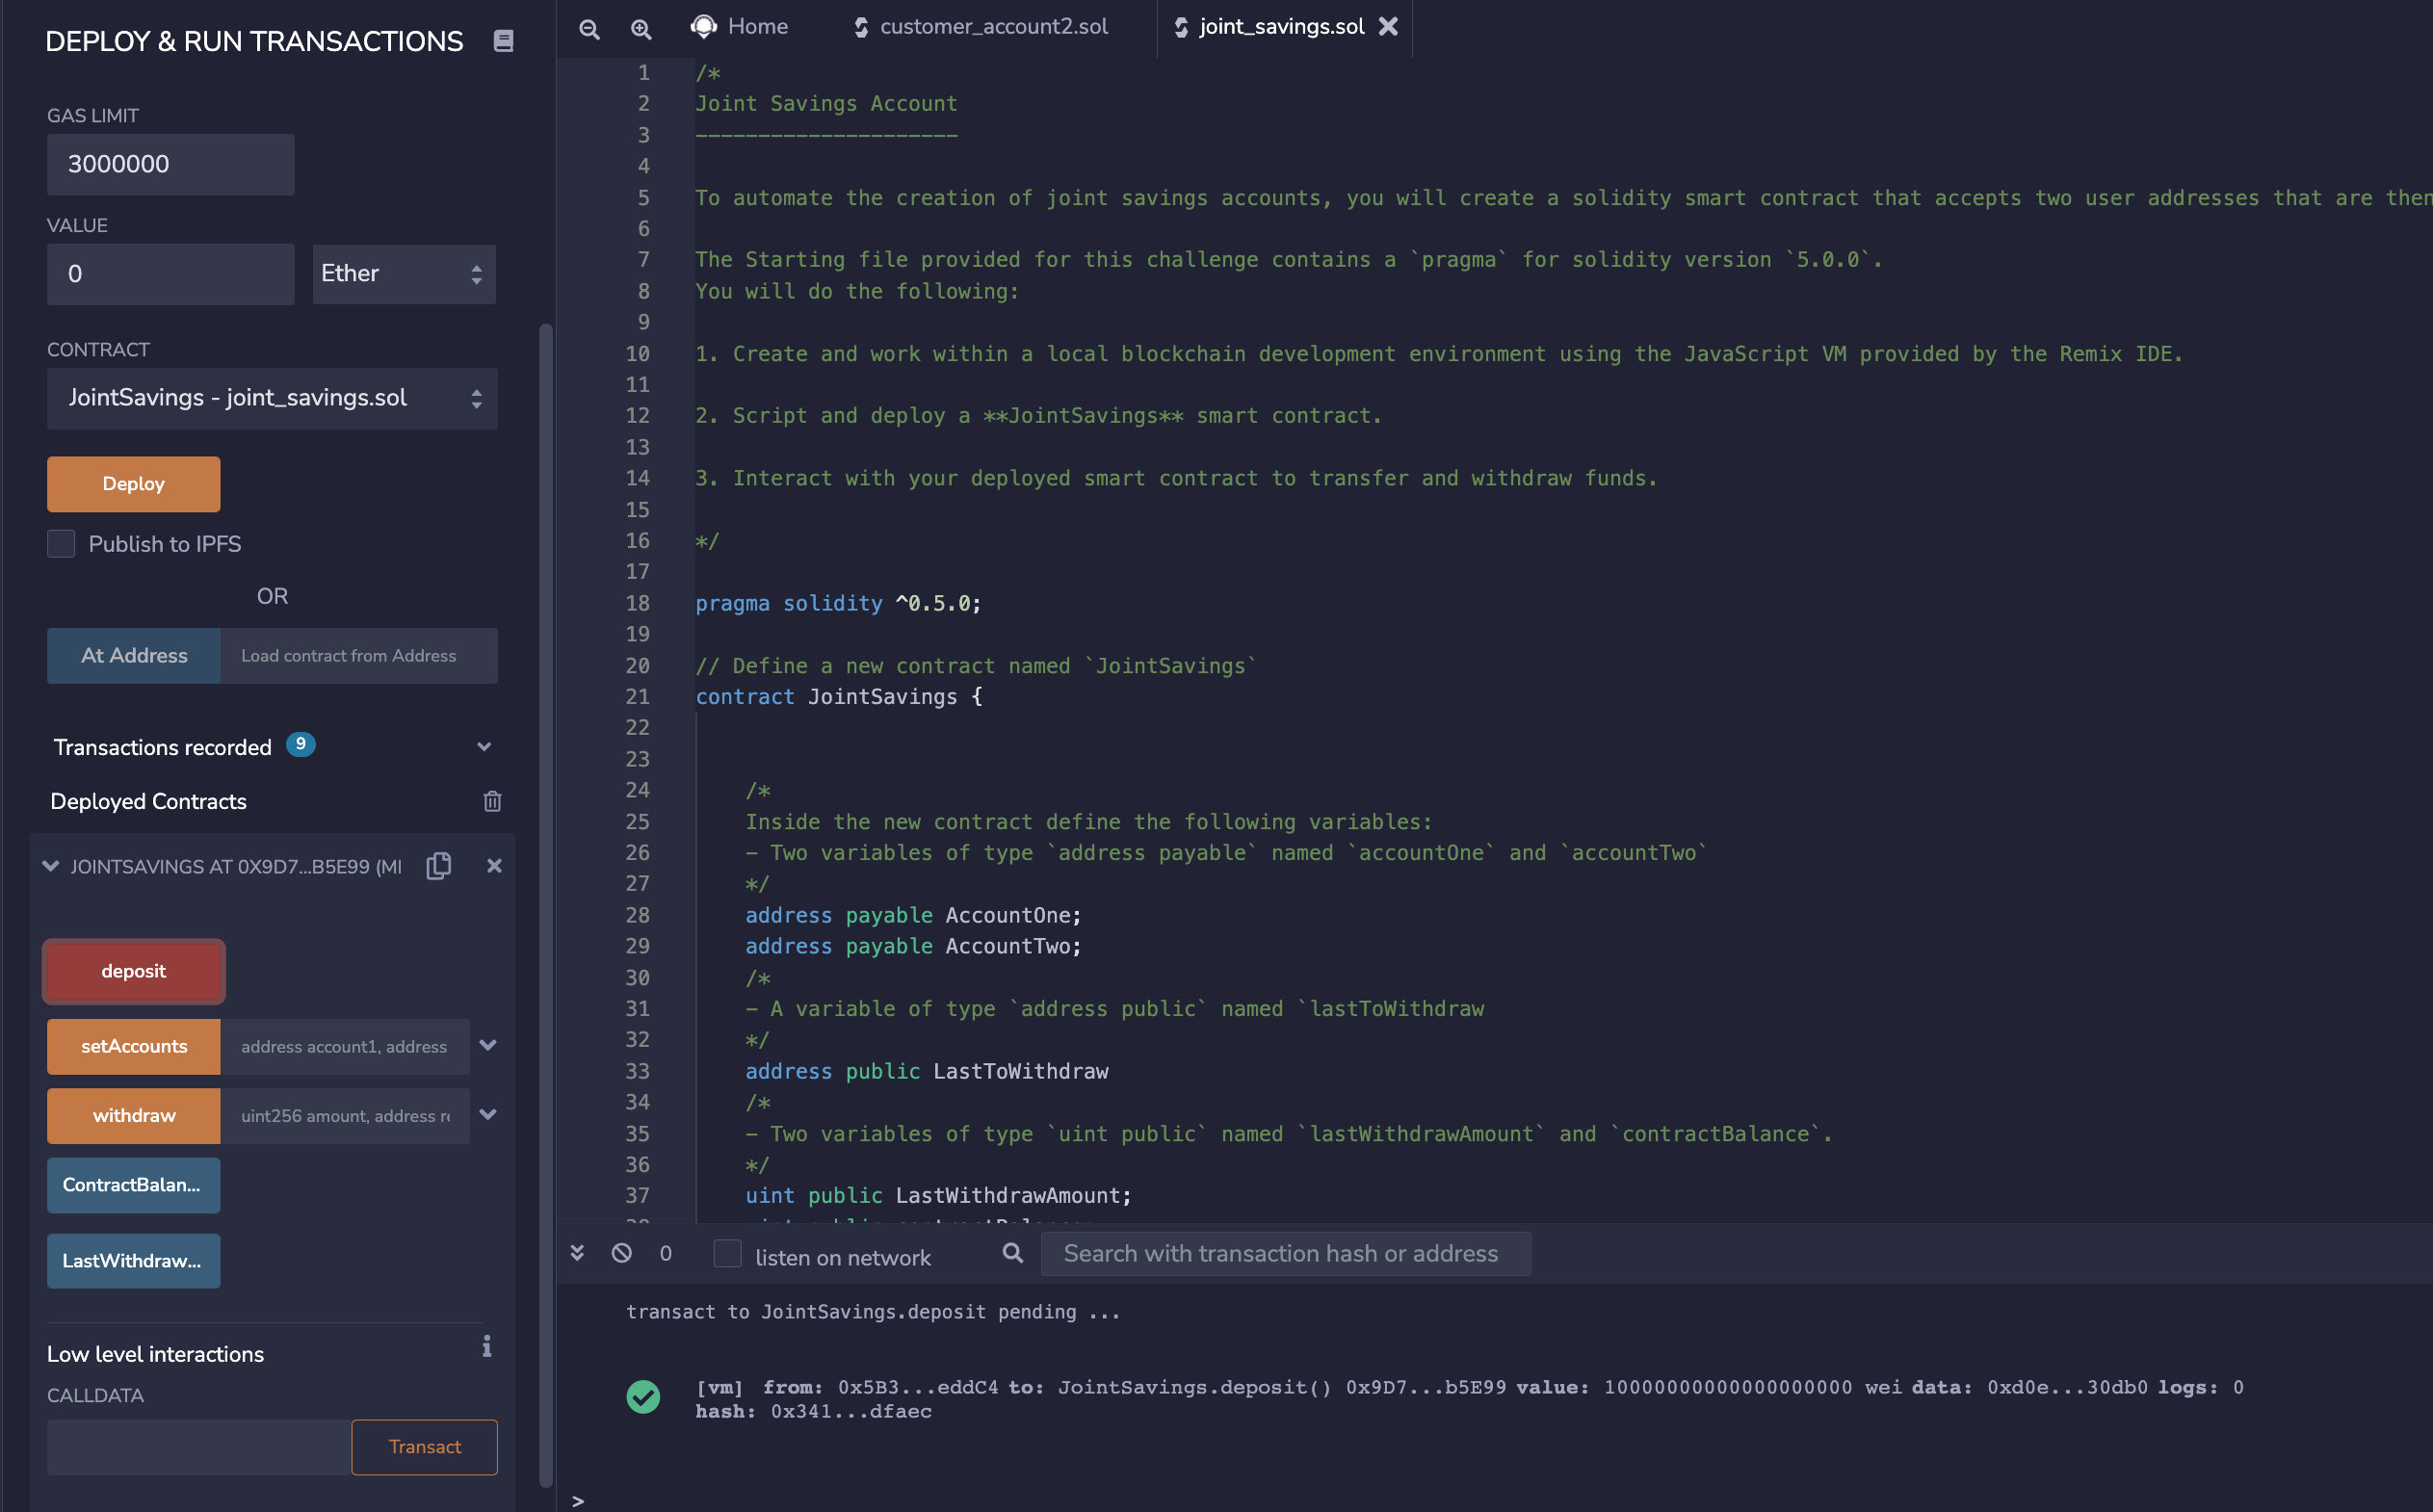 DEPLOY & RUN TRANSACTIONS
GAS LIMIT
3000000
VALUE
0
Ether
CONTRACT
JointSavings - joint_savings.sol
Deploy
Publish to IPFS
OR
At Address
Load contract from Address
Transactions recorded 9
Deployed Contracts
JOINTSAVINGS AT 0X9D7...B5E99 (MI
deposit
setAccounts
address account1, address
withdraw
uint256 amount, address re
ContractBalan...
LastWithdraw...
Low level interactions
CALLDATA
Transact
Home
customer_account2.sol
joint_savings.sol
1 /*
2 Joint Savings Account
3 ---------------------
4
5 To automate the creation of joint savings accounts, you will create a solidity smart contract that accepts two user addresses that are then
6
7 The Starting file provided for this challenge contains a `pragma` for solidity version `5.0.0`.
8 You will do the following:
9
10 1. Create and work within a local blockchain development environment using the JavaScript VM provided by the Remix IDE.
11
12 2. Script and deploy a **JointSavings** smart contract.
13
14 3. Interact with your deployed smart contract to transfer and withdraw funds.
15
16 */
17
18 pragma solidity ^0.5.0;
19
20 // Define a new contract named `JointSavings`
21 contract JointSavings {
22
23
24 /*
25 Inside the new contract define the following variables:
26 - Two variables of type `address payable` named `accountOne` and `accountTwo`
27 */
28 address payable AccountOne;
29 address payable AccountTwo;
30 /*
31 - A variable of type `address public` named `lastToWithdraw
32 */
33 address public LastToWithdraw
34 /*
35 - Two variables of type `uint public` named `lastWithdrawAmount` and `contractBalance`.
36 */
37 uint public LastWithdrawAmount;
0
listen on network
Search with transaction hash or address
transact to JointSavings.deposit pending ...
[vm] from: 0x5B3...eddC4 to: JointSavings.deposit() 0x9D7...b5E99 value: 10000000000000000000 wei data: 0xd0e...30db0 logs: 0
hash: 0x341...dfaec
>